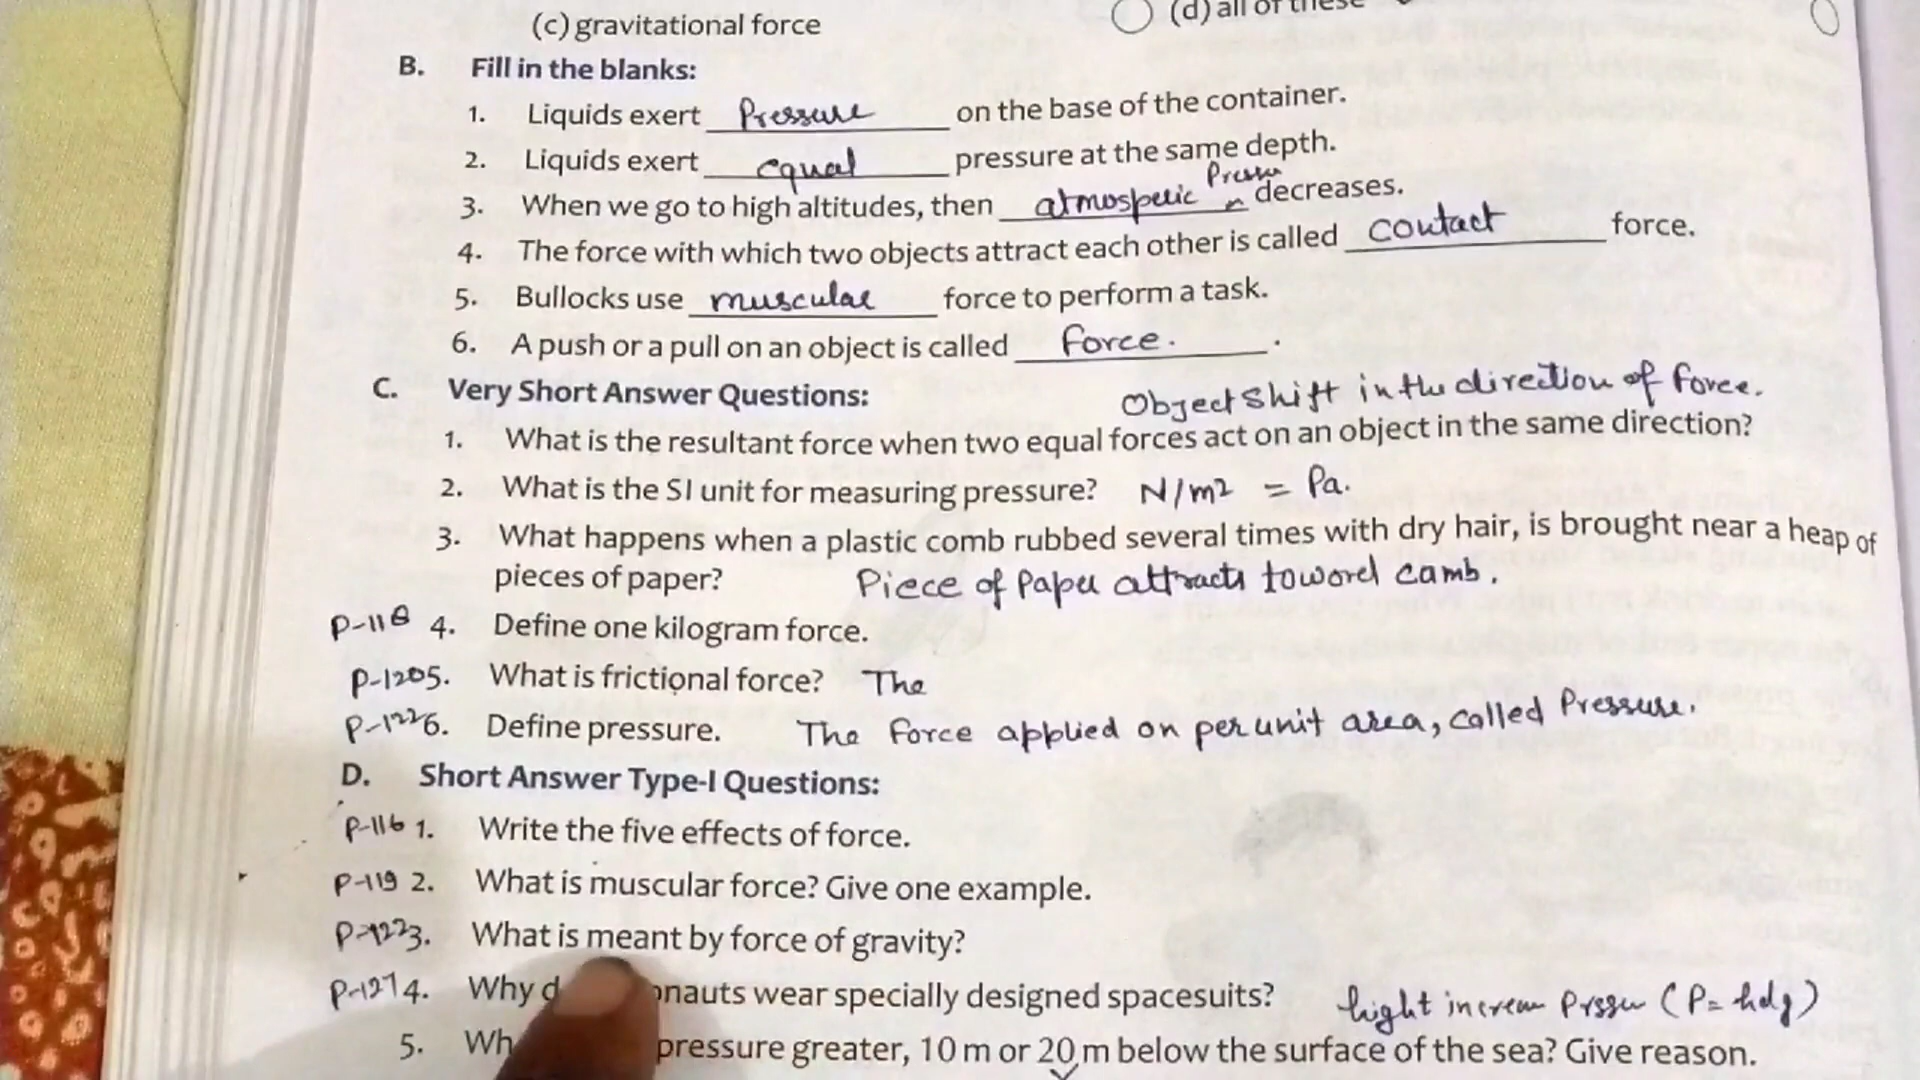 (c) gravitational force (d) all of these
B. Fill in the blanks:
1. Liquids exert Pressure on the base of the container.
2. Liquids exert equal pressure at the same depth.
3. When we go to high altitudes, then atmosperic Pressu decreases.
4. The force with which two objects attract each other is called contact force.
5. Bullocks use muscular force to perform a task.
6. A push or a pull on an object is called force.
C. Very Short Answer Questions:
Object shift in the direction of force.
1. What is the resultant force when two equal forces act on an object in the same direction?
2. What is the SI unit for measuring pressure? N/m² = Pa.
3. What happens when a plastic comb rubbed several times with dry hair, is brought near a heap of
pieces of paper? Piece of Paper attracts toword camb.
P-118 4. Define one kilogram force.
P-120 5. What is frictional force? The
P-122 6. Define pressure. The force applied on per unit area, called Pressure.
D. Short Answer Type-I Questions:
P-116 1. Write the five effects of force.
P-119 2. What is muscular force? Give one example.
P-122 3. What is meant by force of gravity?
P-127 4. Why onauts wear specially designed spacesuits?
hight increm Prssu (P= hdg)
5. Wh pressure greater, 10 m or 20 m below the surface of the sea? Give reason.